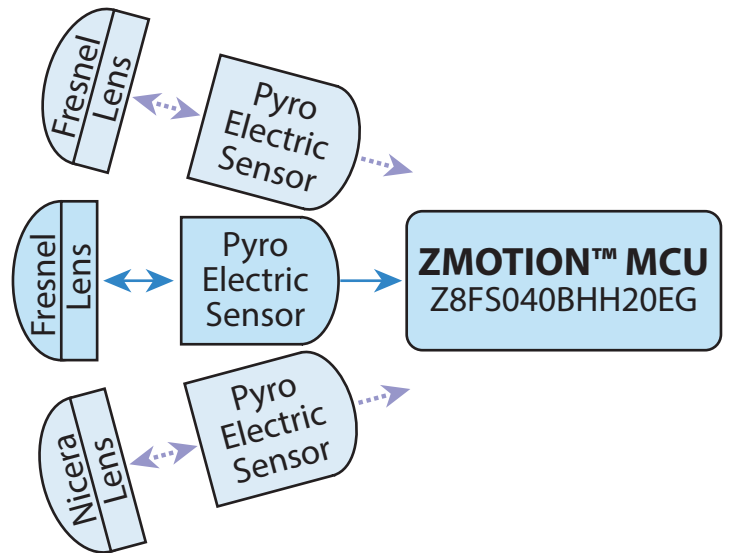 Fresnel
Lens
Pyro
Electric
Sensor
Fresnel
Lens
Pyro
Electric
Sensor
ZMOTION™ MCU
Z8FS040BHH20EG
Nicera
Lens
Pyro
Electric
Sensor